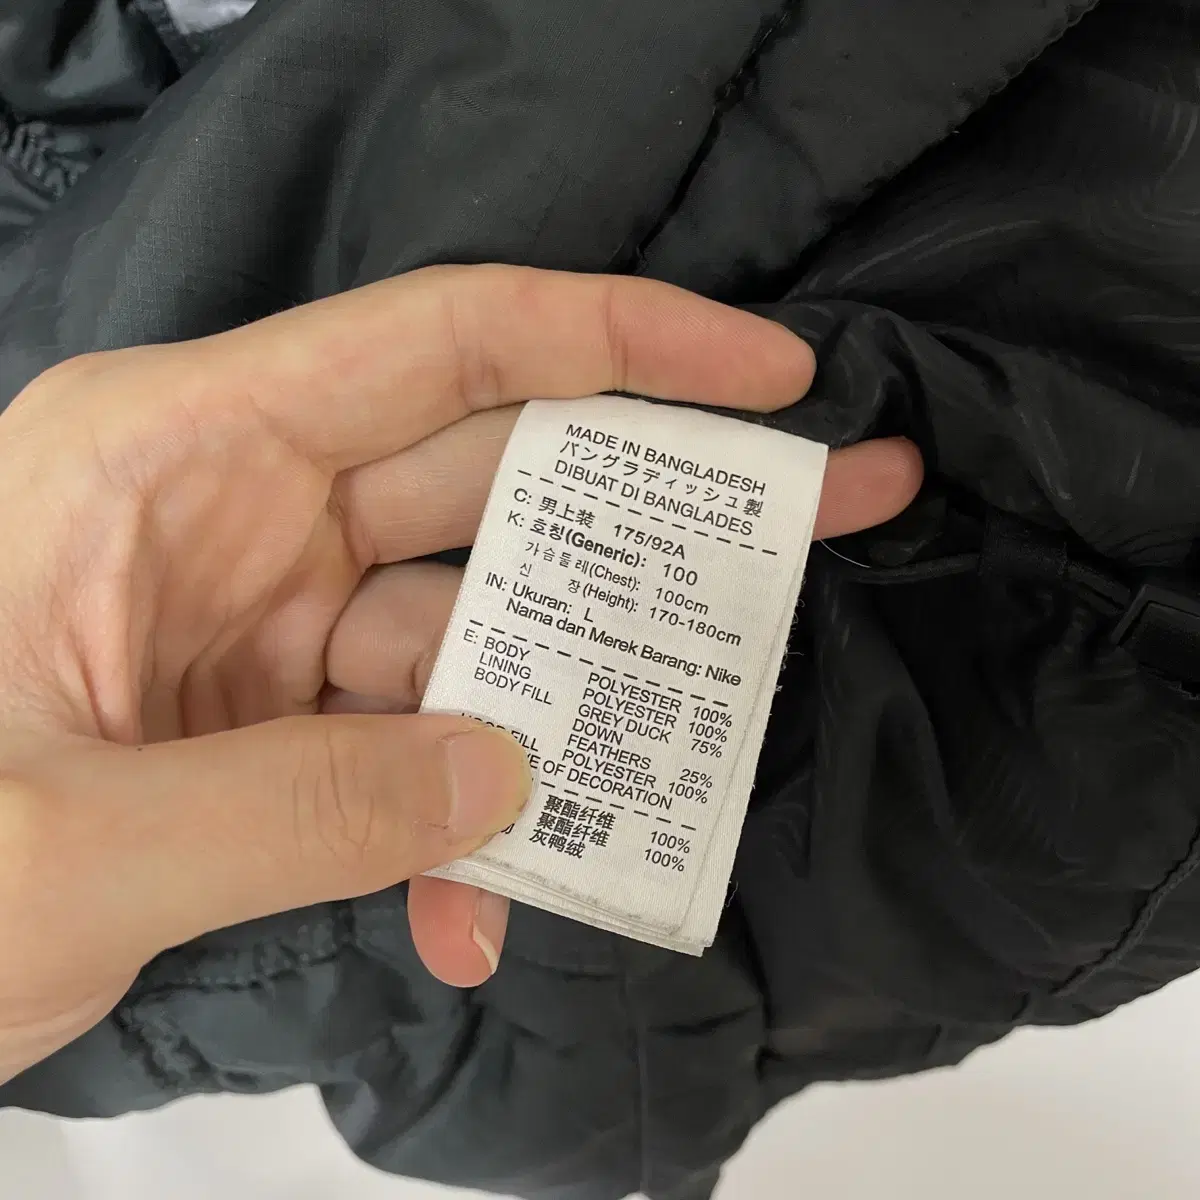 MADE IN BANGLADESH
バングラディッシュ製
DIBUAT DI BANGLADES
C: 男上装 175/92A
K: 호칭(Generic): 100
가슴둘레(Chest): 100cm
신 장(Height): 170-180cm
IN: Ukuran: L
Nama dan Merek Barang: Nike
E: BODY POLYESTER 100%
LINING POLYESTER 100%
BODY FILL GREY DUCK 75%
DOWN
FEATHERS 25%
FILL POLYESTER 100%
OF DECORATION
聚酯纤维 100%
聚酯纤维 100%
灰鸭绒